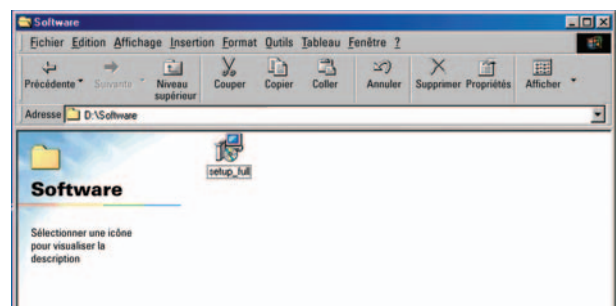 Software
Fichier Edition Affichage Insertion Format Outils Tableau Fenêtre ?
Précédente Suivante Niveau supérieur Couper Copier Coller Annuler Supprimer Propriétés Afficher
Adresse D:\Software
setup_full
Software
Sélectionner une icône
pour visualiser la
description